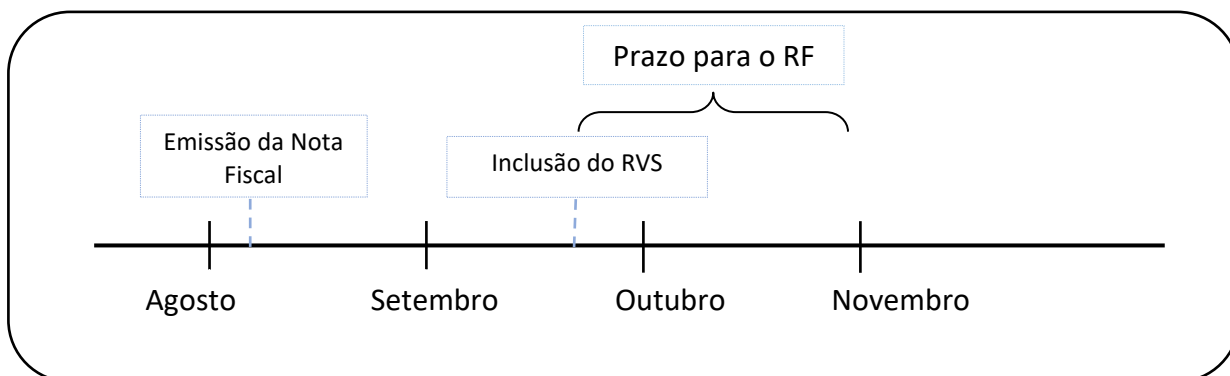 Prazo para o RF
Emissão da Nota
Fiscal
Inclusão do RVS
Agosto
Setembro
Outubro
Novembro